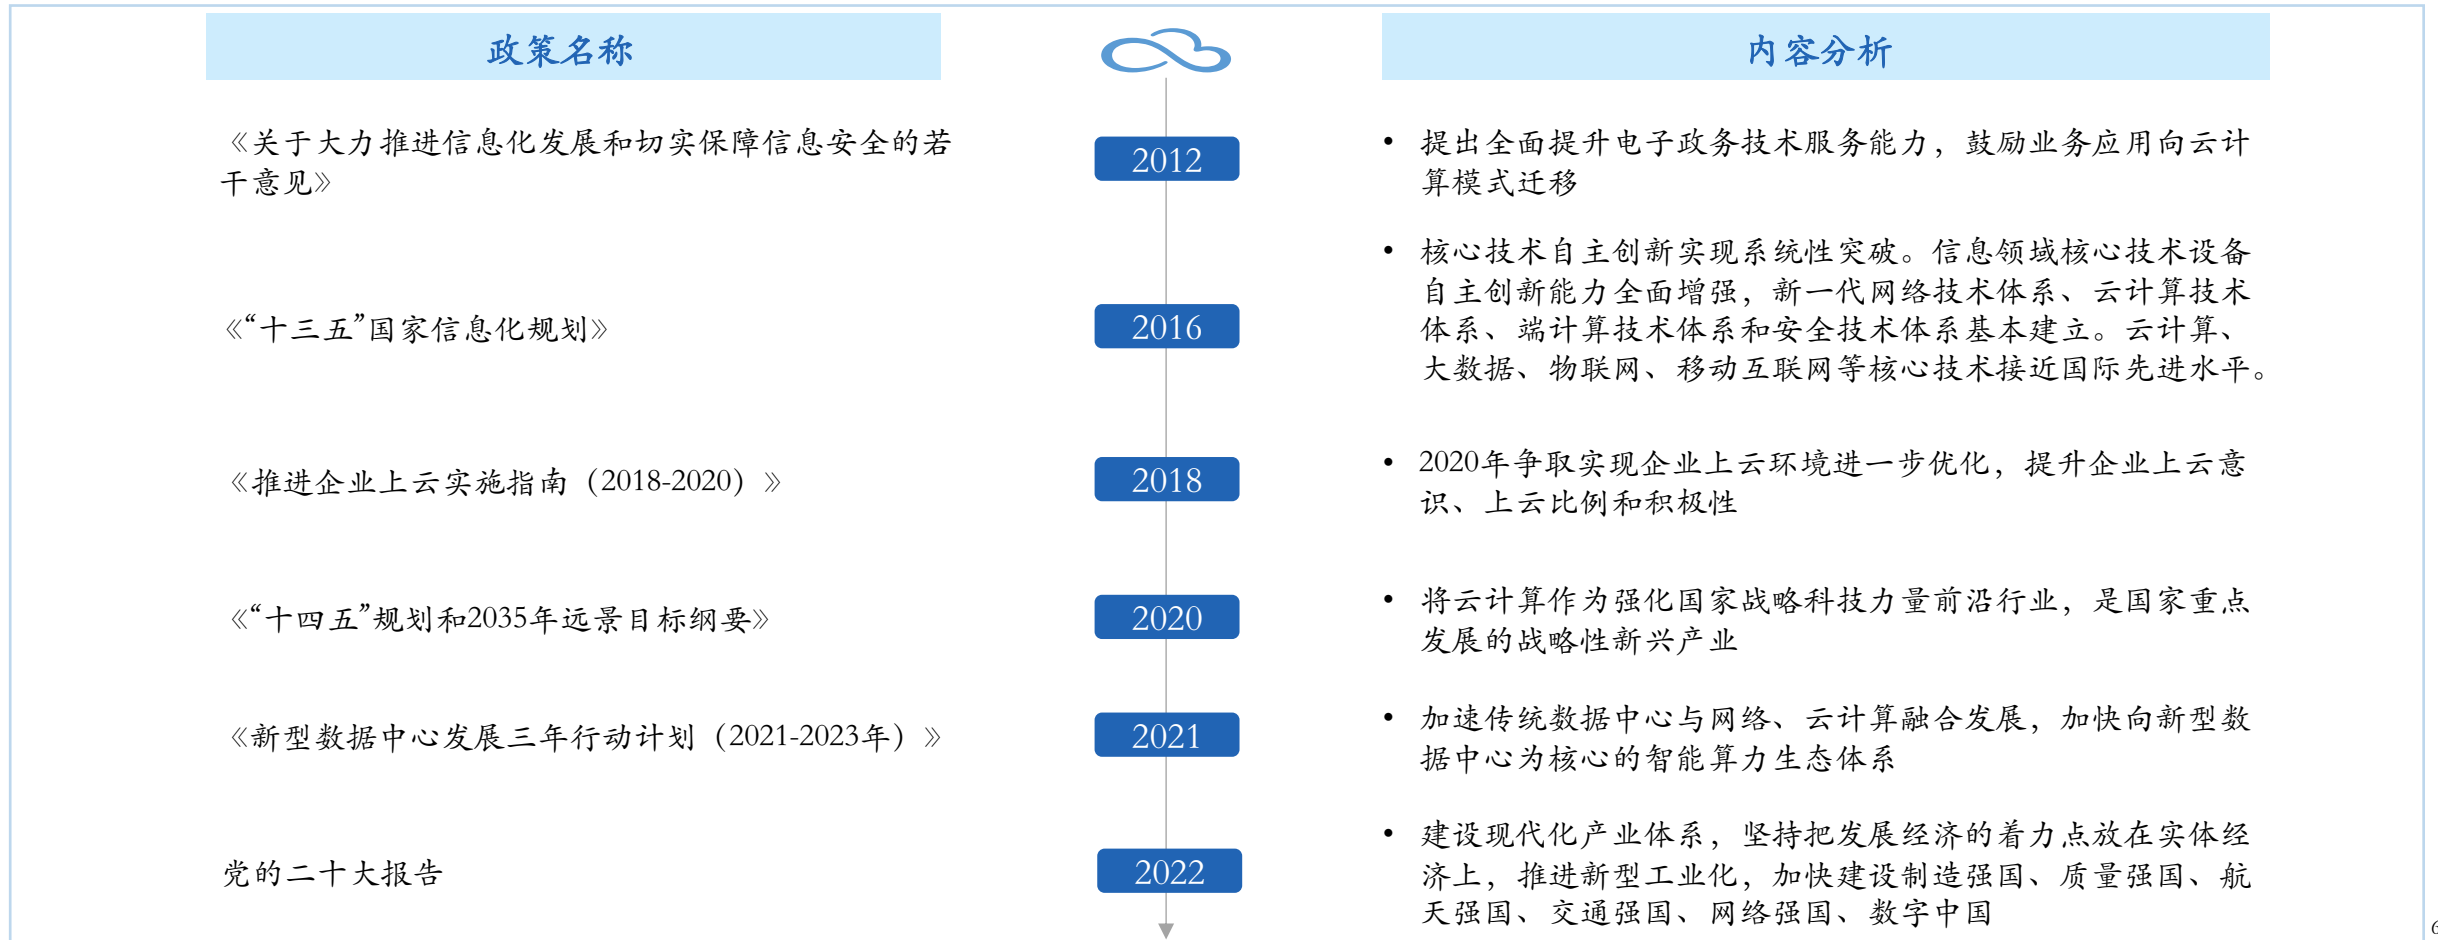 政策名称
内容分析
《关于大力推进信息化发展和切实保障信息安全的若
干意见》
2012
• 提出全面提升电子政务技术服务能力，鼓励业务应用向云计
算模式迁移
《“十三五”国家信息化规划》
2016
• 核心技术自主创新实现系统性突破。信息领域核心技术设备
自主创新能力全面增强，新一代网络技术体系、云计算技术
体系、端计算技术体系和安全技术体系基本建立。云计算、
大数据、物联网、移动互联网等核心技术接近国际先进水平。
《推进企业上云实施指南（2018-2020）》
2018
• 2020年争取实现企业上云环境进一步优化，提升企业上云意
识、上云比例和积极性
《“十四五”规划和2035年远景目标纲要》
2020
• 将云计算作为强化国家战略科技力量前沿行业，是国家重点
发展的战略性新兴产业
《新型数据中心发展三年行动计划（2021-2023年）》
2021
• 加速传统数据中心与网络、云计算融合发展，加快向新型数
据中心为核心的智能算力生态体系
党的二十大报告
2022
• 建设现代化产业体系，坚持把发展经济的着力点放在实体经
济上，推进新型工业化，加快建设制造强国、质量强国、航
天强国、交通强国、网络强国、数字中国